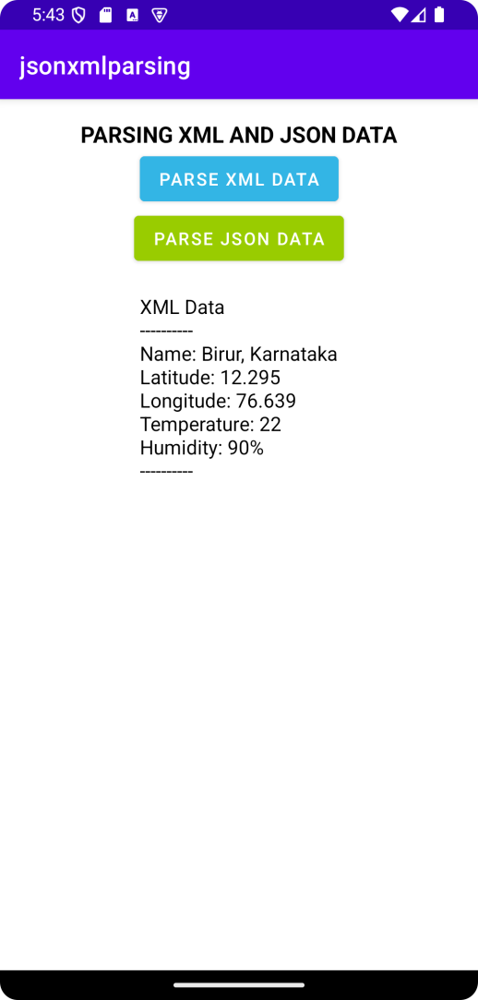 5:43
jsonxmlparsing
PARSING XML AND JSON DATA
PARSE XML DATA
PARSE JSON DATA
XML Data
----------
Name: Birur, Karnataka
Latitude: 12.295
Longitude: 76.639
Temperature: 22
Humidity: 90%
----------